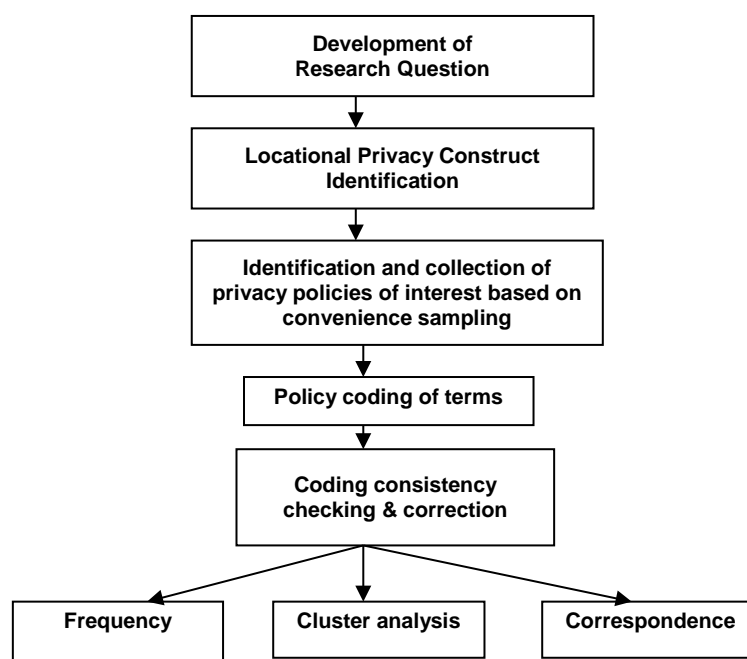 Development of
Research Question
Locational Privacy Construct
Identification
Identification and collection of
privacy policies of interest based on
convenience sampling
Policy coding of terms
Coding consistency
checking & correction
Frequency
Cluster analysis
Correspondence